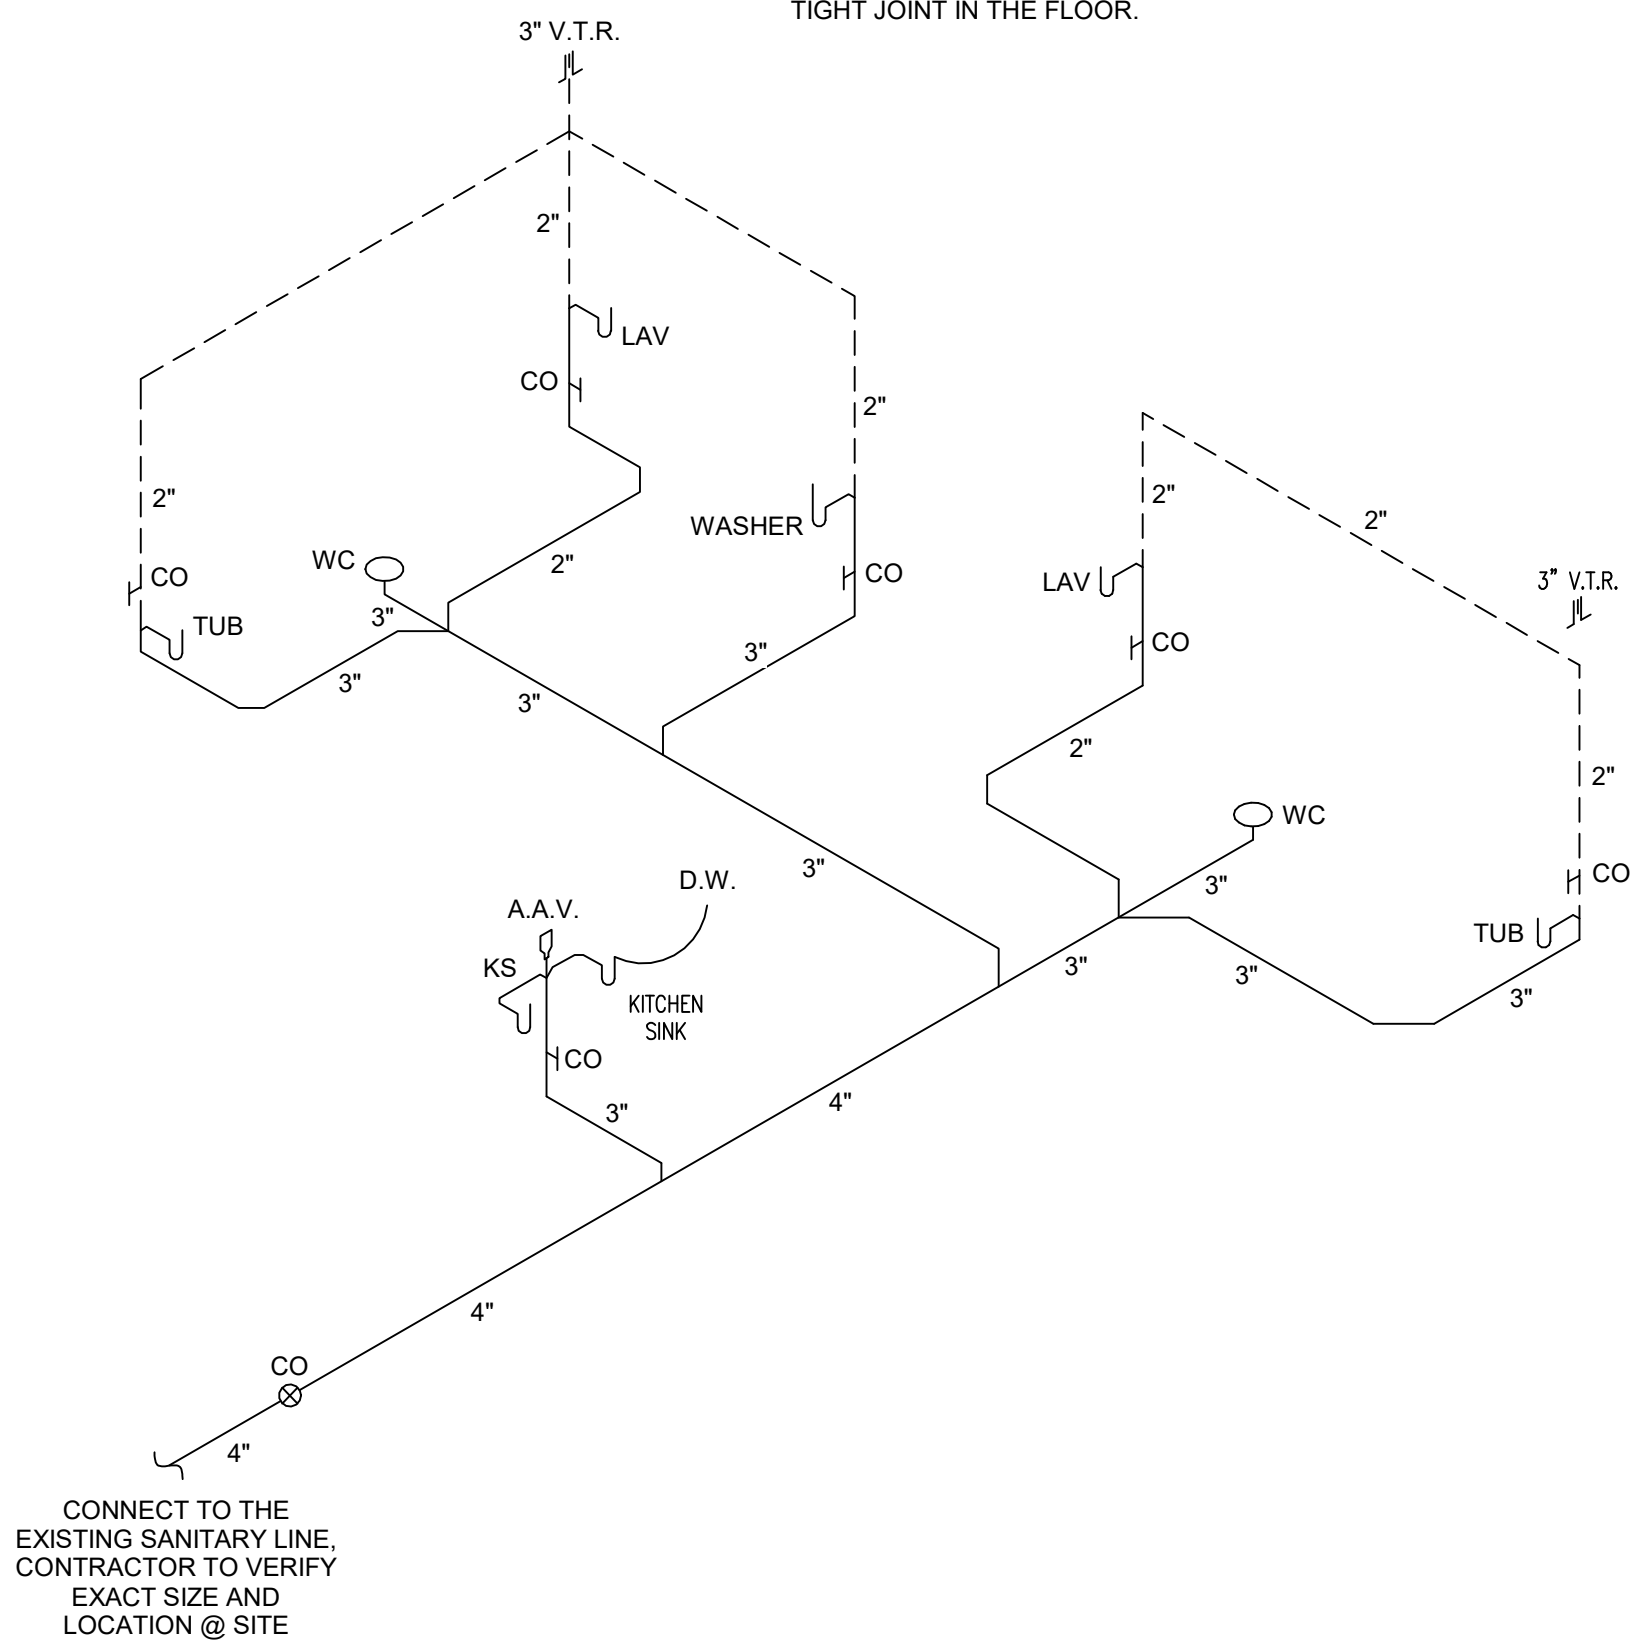 TIGHT JOINT IN THE FLOOR.
3" V.T.R.
2"
LAV
CO
2"
2"
WASHER
CO
2"
WC
3"
CO
TUB
3"
3"
3"
2"
2"
2"
LAV
CO
3" V.T.R.
2"
2"
WC
3"
CO
TUB
3"
3"
3"
3"
D.W.
A.A.V.
KS
KITCHEN
SINK
CO
3"
4"
4"
CO
4"
CONNECT TO THE
EXISTING SANITARY LINE,
CONTRACTOR TO VERIFY
EXACT SIZE AND
LOCATION @ SITE